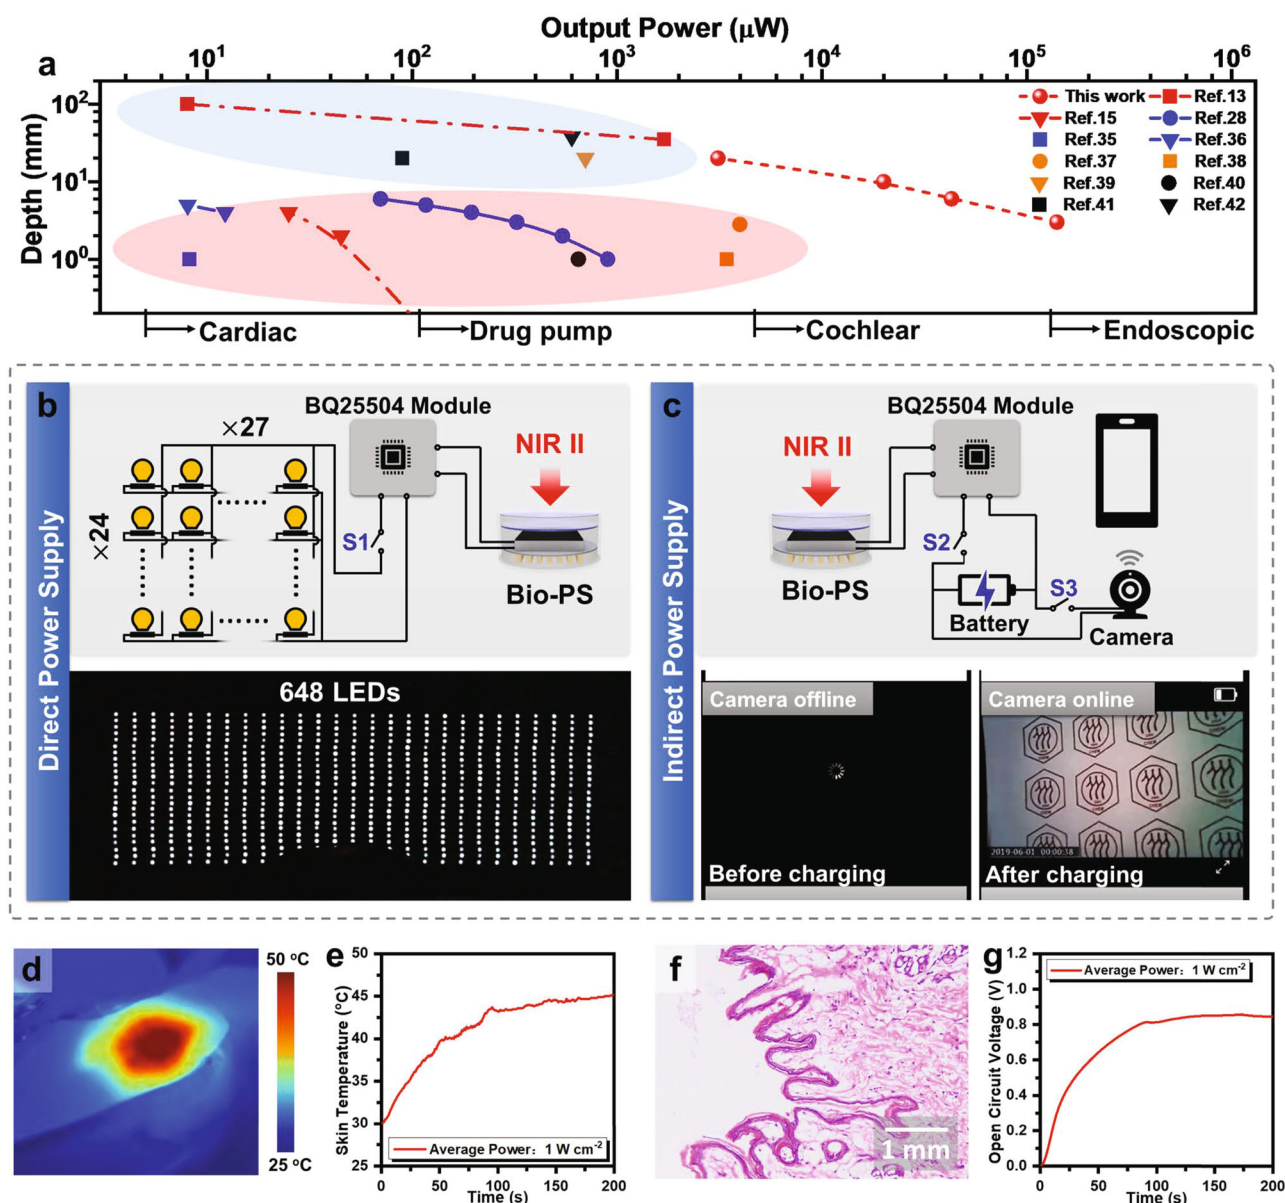 Output Power (μW)
a
10¹ 10² 10³ 10⁴ 10⁵ 10⁶
Depth (mm)
10²
10¹
10⁰
This work Ref.13
Ref.15 Ref.28
Ref.35 Ref.36
Ref.37 Ref.38
Ref.39 Ref.40
Ref.41 Ref.42
Cardiac Drug pump Cochlear Endoscopic
Direct Power Supply
b
BQ25504 Module
×27
×24
NIR II
S1
Bio-PS
648 LEDs
Indirect Power Supply
c
BQ25504 Module
NIR II
S2
Bio-PS
S3
Battery
Camera
Camera offline
Before charging
Camera online
2019-06-01 00:00:38
After charging
d
50 °C
25 °C
e
Skin Temperature (°C)
50
45
40
35
30
25
Average Power: 1 W cm⁻²
0 50 100 150 200
Time (s)
f
1 mm
g
Open Circuit Voltage (V)
1.2
1.0
0.8
0.6
0.4
0.2
0.0
Average Power: 1 W cm⁻²
0 50 100 150 200
Time (s)